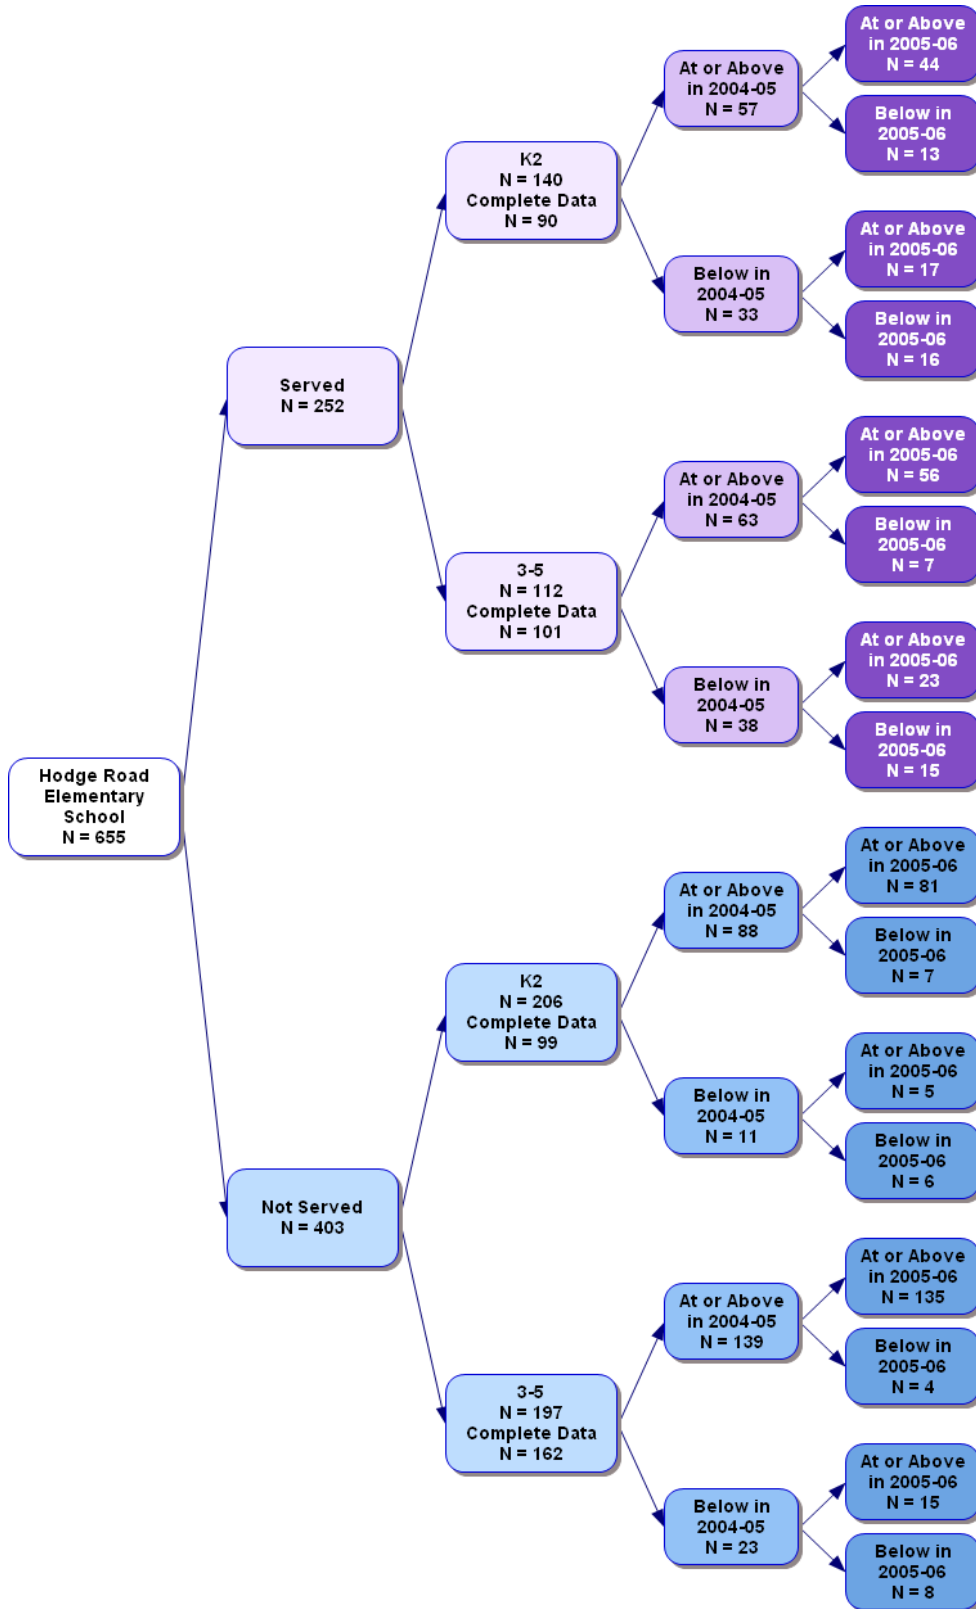 Hodge Road
Elementary
School
N = 655
Served
N = 252
K2
N = 140
Complete Data
N = 90
At or Above
in 2004-05
N = 57
At or Above
in 2005-06
N = 44
Below in
2005-06
N = 13
Below in
2004-05
N = 33
At or Above
in 2005-06
N = 17
Below in
2005-06
N = 16
3-5
N = 112
Complete Data
N = 101
At or Above
in 2004-05
N = 63
At or Above
in 2005-06
N = 56
Below in
2005-06
N = 7
Below in
2004-05
N = 38
At or Above
in 2005-06
N = 23
Below in
2005-06
N = 15
Not Served
N = 403
K2
N = 206
Complete Data
N = 99
At or Above
in 2004-05
N = 88
At or Above
in 2005-06
N = 81
Below in
2005-06
N = 7
Below in
2004-05
N = 11
At or Above
in 2005-06
N = 5
Below in
2005-06
N = 6
3-5
N = 197
Complete Data
N = 162
At or Above
in 2004-05
N = 139
At or Above
in 2005-06
N = 135
Below in
2005-06
N = 4
Below in
2004-05
N = 23
At or Above
in 2005-06
N = 15
Below in
2005-06
N = 8